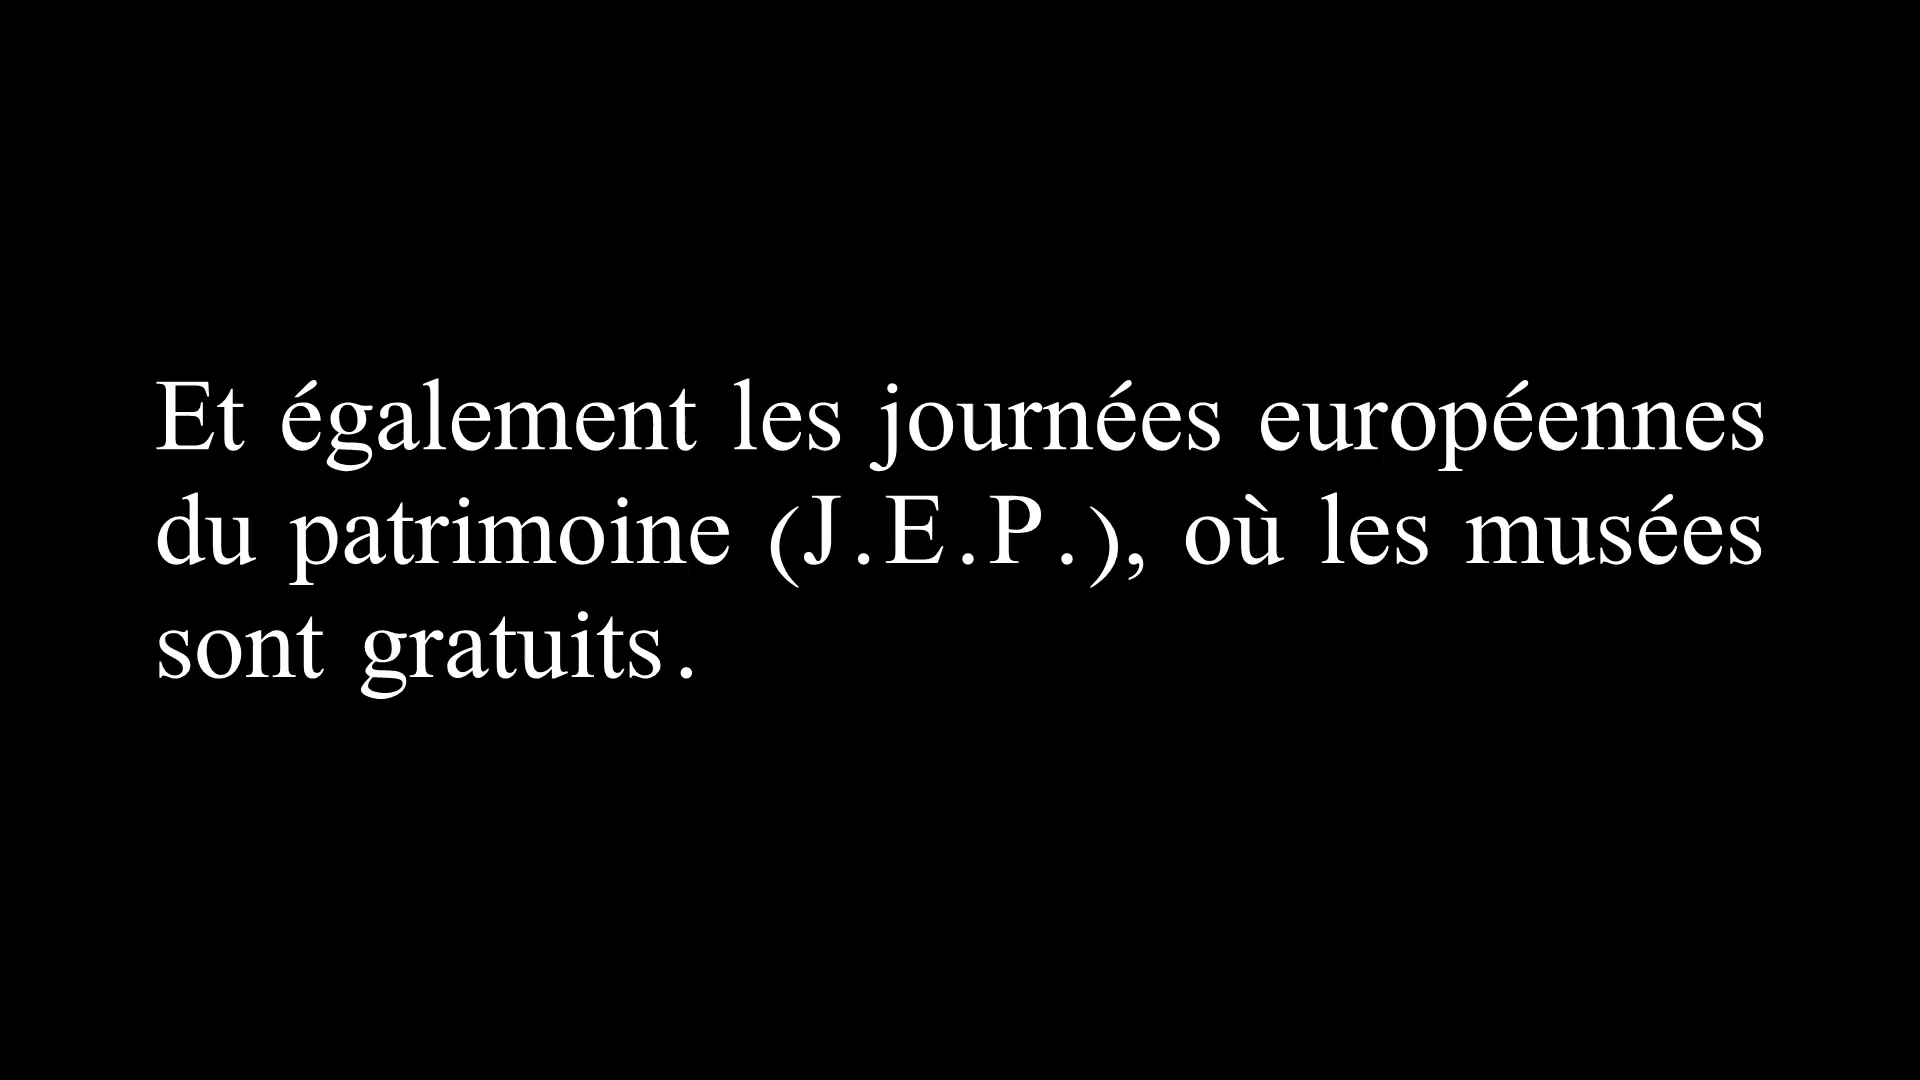 Et également les journées européennes
du patrimoine (J.E.P.), où les musées
sont gratuits.